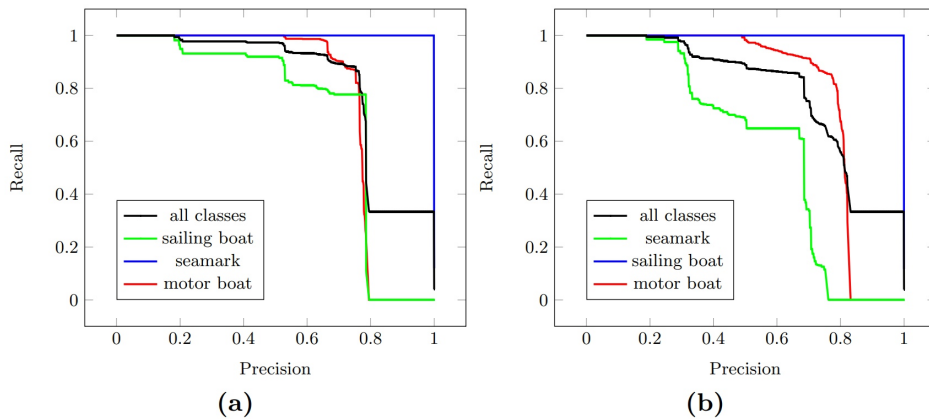 1
0.8
0.6
0.4
0.2
0
Recall
all classes
sailing boat
seamark
motor boat
0 0.2 0.4 0.6 0.8 1
Precision
(a)
1
0.8
0.6
0.4
0.2
0
Recall
all classes
seamark
sailing boat
motor boat
0 0.2 0.4 0.6 0.8 1
Precision
(b)